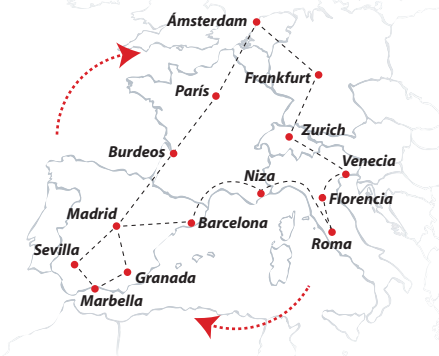 Ámsterdam
Frankfurt
París
Zurich
Burdeos
Venecia
Niza
Florencia
Madrid
Barcelona
Roma
Sevilla
Granada
Marbella